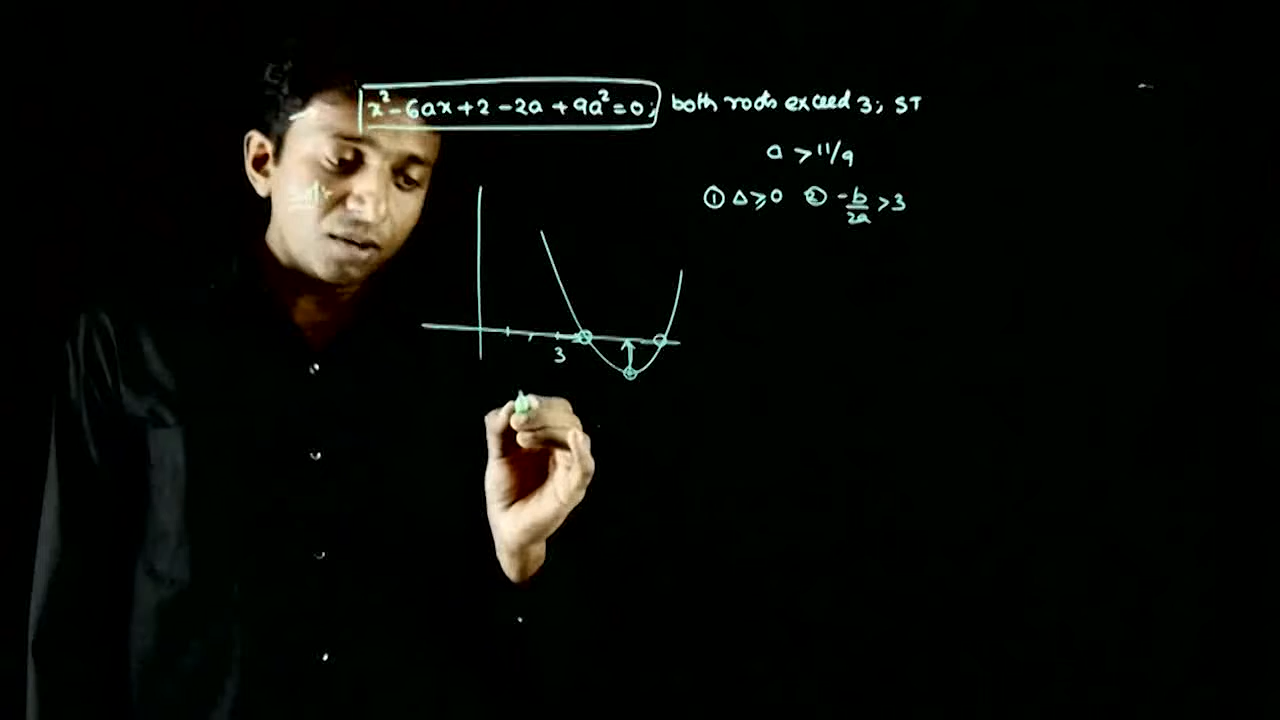 x² - 6ax + 2 - 2a + 9a² = 0; both roots exceed 3; ST
a > 11/9
① Δ ≥ 0 ② -b/2a > 3
3